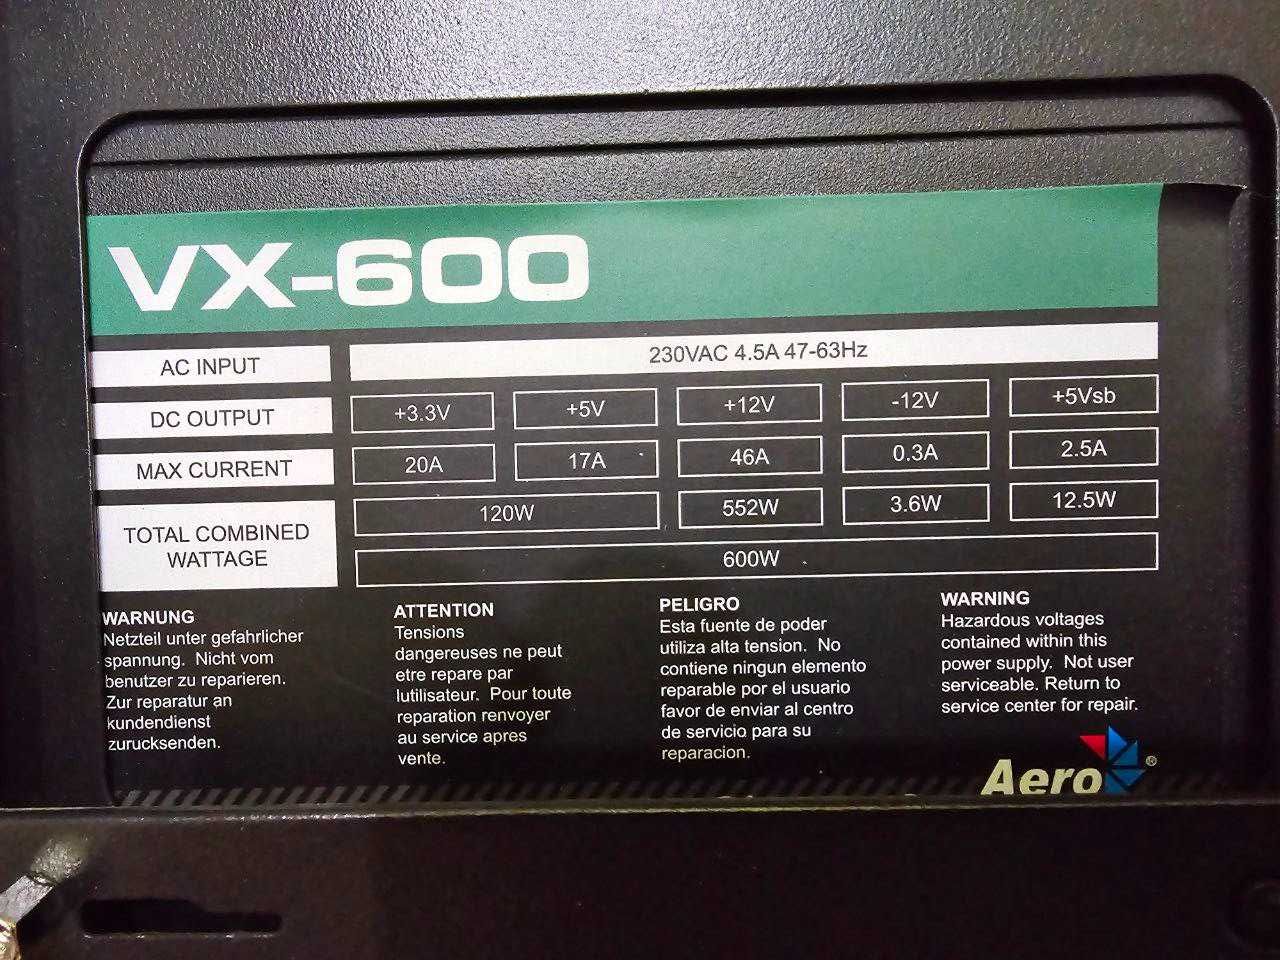 VX-600
AC INPUT 230VAC 4.5A 47-63Hz
DC OUTPUT +3.3V +5V +12V -12V +5Vsb
MAX CURRENT 20A 17A 46A 0.3A 2.5A
TOTAL COMBINED WATTAGE 120W 552W 3.6W 12.5W
600W
WARNUNG
Netzteil unter gefahrlicher
spannung. Nicht vom
benutzer zu reparieren.
Zur reparatur an
kundendienst
zurucksenden.
ATTENTION
Tensions
dangereuses ne peut
etre repare par
lutilisateur. Pour toute
reparation renvoyer
au service apres
vente.
PELIGRO
Esta fuente de poder
utiliza alta tension. No
contiene ningun elemento
reparable por el usuario
favor de enviar al centro
de servicio para su
reparacion.
WARNING
Hazardous voltages
contained within this
power supply. Not user
serviceable. Return to
service center for repair.
Aero®